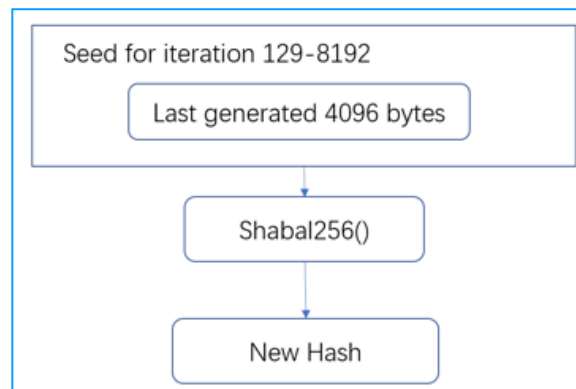 Seed for iteration 129-8192
Last generated 4096 bytes
Shabal256()
New Hash